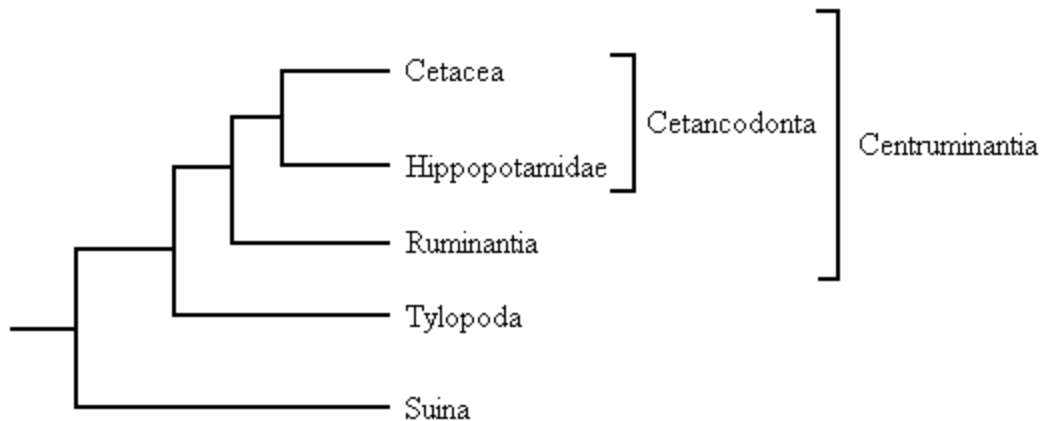 Cetacea
Cetancodonta
Centruminantia
Hippopotamidae
Ruminantia
Tylopoda
Suina